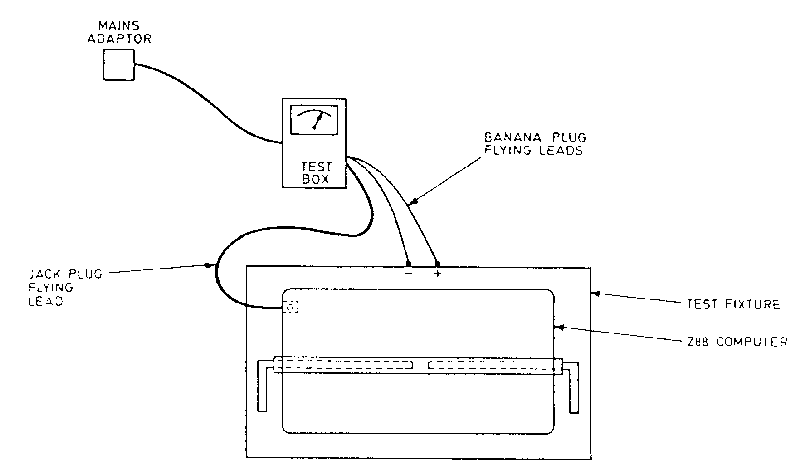 MAINS
ADAPTOR
TEST
BOX
BANANA PLUG
FLYING LEADS
JACK PLUG
FLYING
LEAD
- +
TEST FIXTURE
Z88 COMPUTER